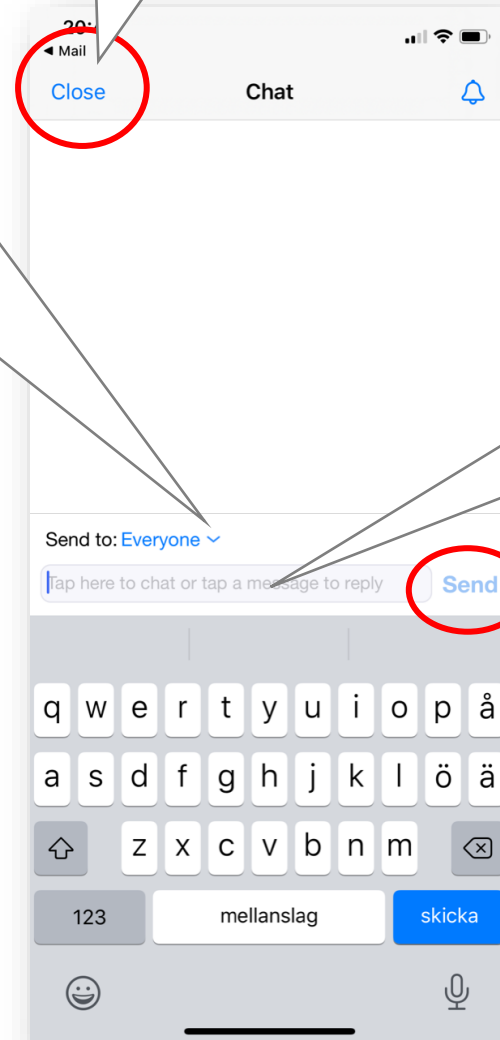 Mail
Close Chat
Send to: Everyone
Tap here to chat or tap a message to reply Send
q w e r t y u i o p å
a s d f g h j k l ö ä
z x c v b n m
123 mellanslag skicka